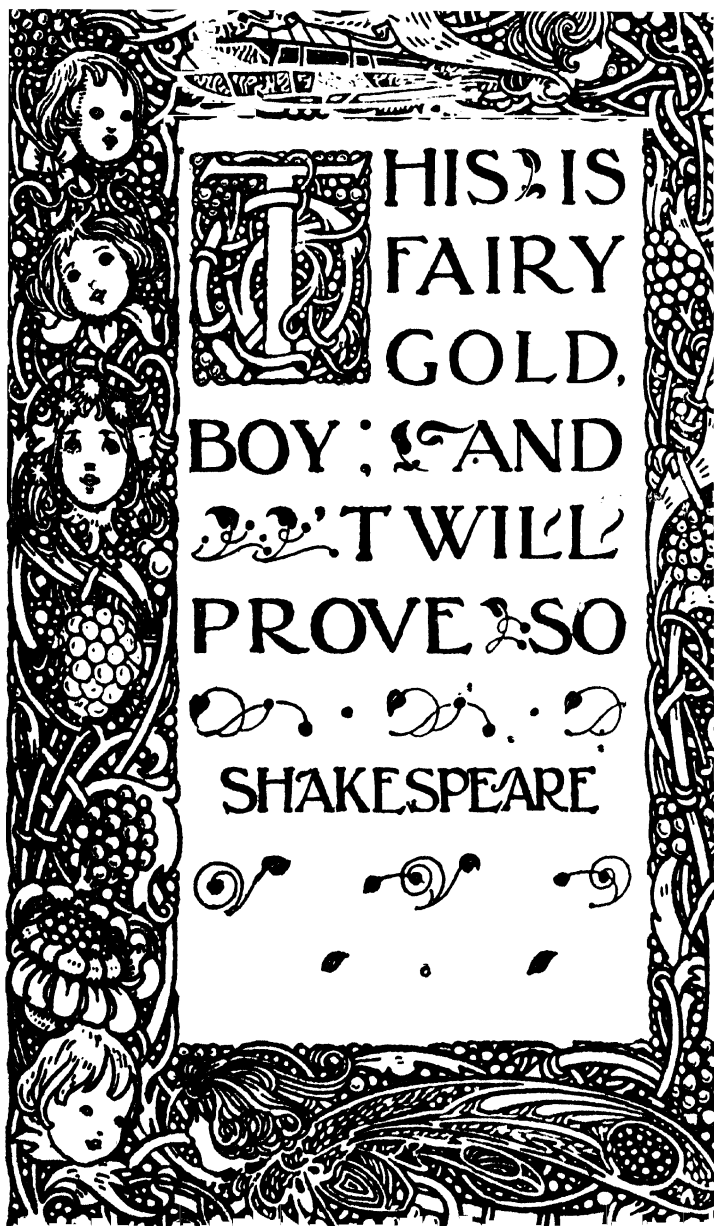 THIS IS
FAIRY
GOLD,
BOY; AND
'TWILL
PROVE SO
SHAKESPEARE